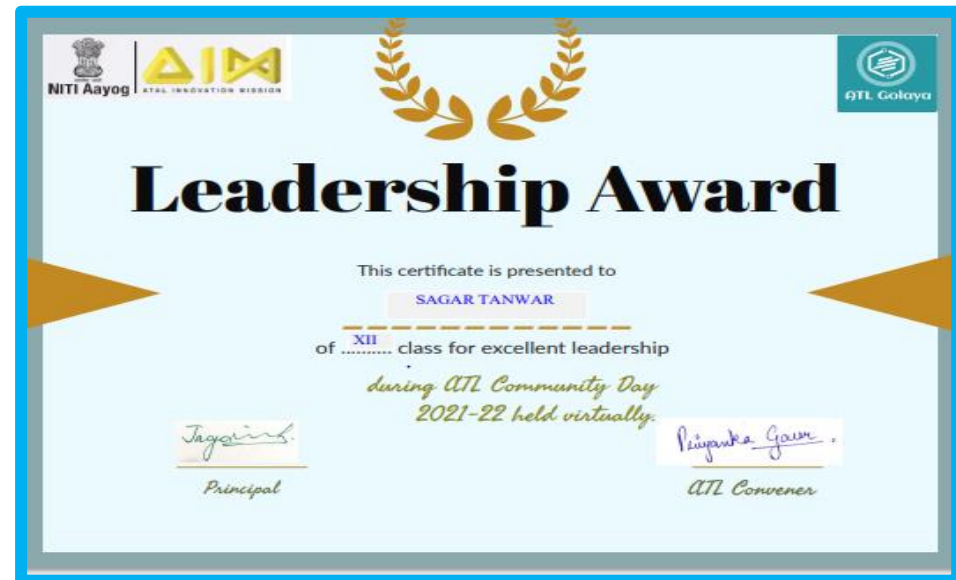 NITI Aayog
AIM
ATAL INNOVATION MISSION
ATL Golaya
Leadership Award
This certificate is presented to
SAGAR TANWAR
of ..XII.. class for excellent leadership
during ATL Community Day
2021-22 held virtually.
Priyanka Gaur.
Principal
ATL Convener